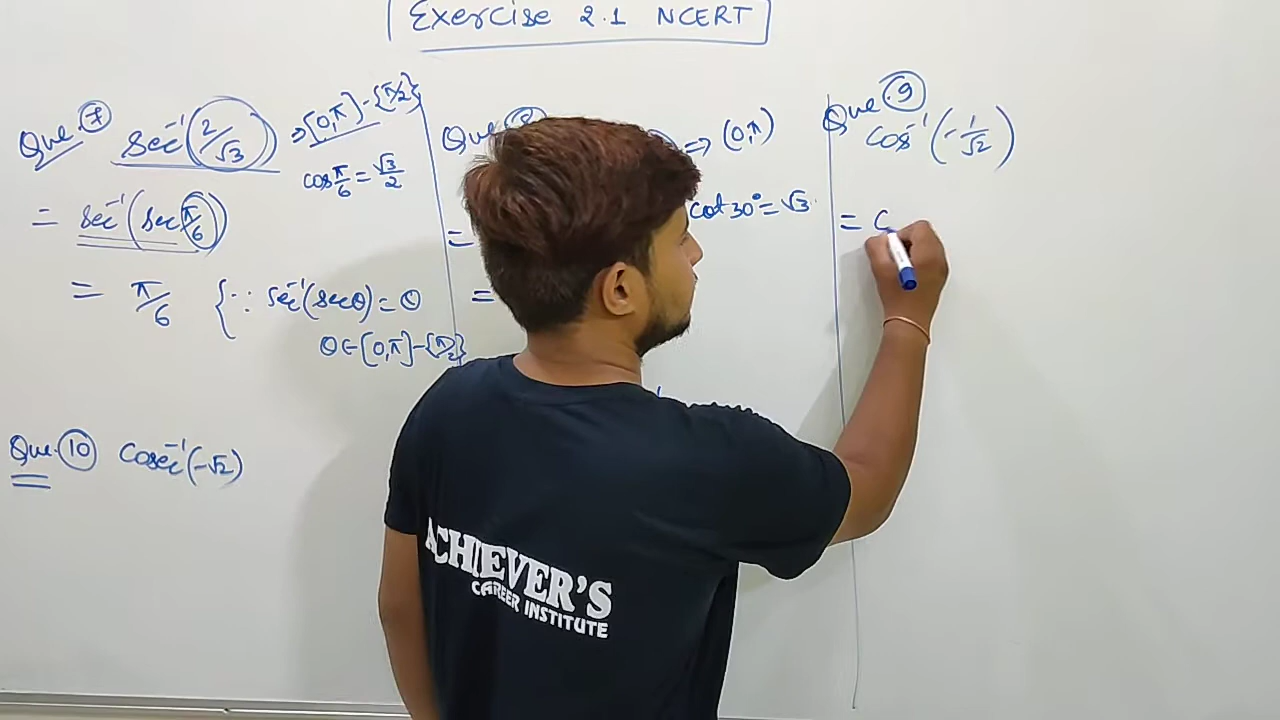 Exercise 2.1 NCERT
Que. 7 sec⁻¹(2/√3) ⇒ [0,π]-{π/2}
cos π/6 = √3/2
= sec⁻¹(sec π/6)
= π/6 {∵ sec⁻¹(secθ) = θ
θ∈[0,π]-{π/2}
Que. 10 cosec⁻¹(-√2)
Que.
⇒ (0,π)
cot 30° = √3.
=
=
Que. 9
cos⁻¹(-1/√2)
= C
ACHIEVER'S
CAREER INSTITUTE